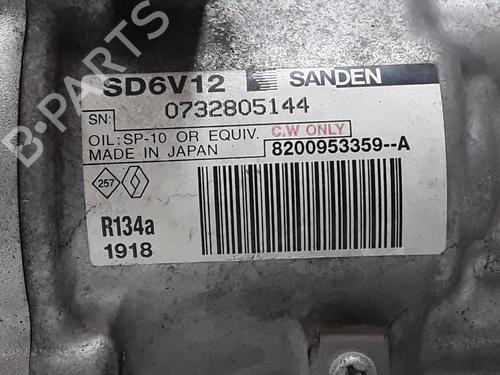 B-PARTS
SD6V12 SANDEN
SN: 0732805144
OIL: SP-10 OR EQUIV. C.W ONLY
MADE IN JAPAN 8200953359--A
257
R134a
1918